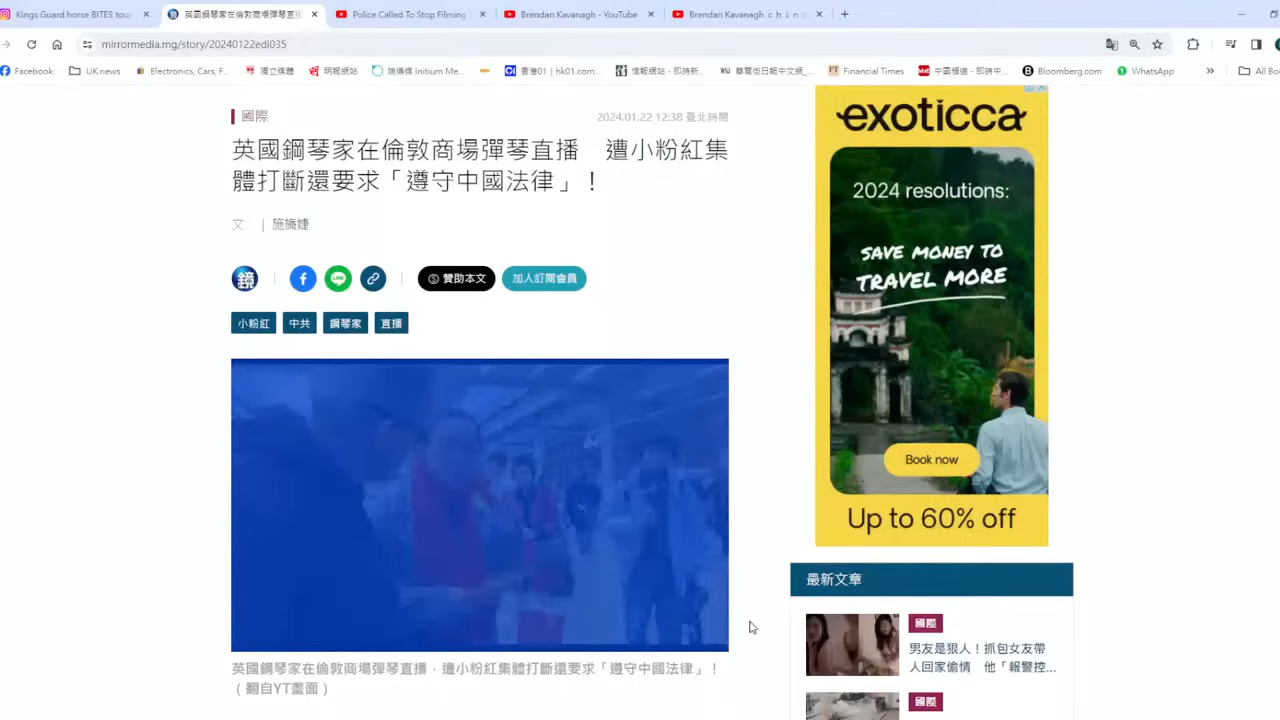 Kings Guard horse BITES tour
英國鋼琴家在倫敦商場彈琴直播
Police Called To Stop Filming
Brendan Kavanagh - YouTube
Brendan Kavanagh c h i n
mirrormedia.mg/story/20240122edi035
Facebook
UK news
Electronics, Cars, F...
獨立媒體
明報網站
端傳媒 Initium Me...
香港01 | hk01.com...
信報網站 - 即時新...
華爾街日報中文網_...
Financial Times
中國頻道 - 即時中...
Bloomberg.com
WhatsApp
All Bo
國際
2024.01.22 12:38 臺北時間
英國鋼琴家在倫敦商場彈琴直播　遭小粉紅集
體打斷還要求「遵守中國法律」！
文 | 施旖婕
贊助本文
加入訂閱會員
小粉紅
中共
鋼琴家
直播
英國鋼琴家在倫敦商場彈琴直播，遭小粉紅集體打斷還要求「遵守中國法律」！
（翻自YT畫面）
exoticca
2024 resolutions:
SAVE MONEY TO
TRAVEL MORE
Book now
Up to 60% off
最新文章
國際
男友是狠人！抓包女友帶
人回家偷情　他「報警控...
國際